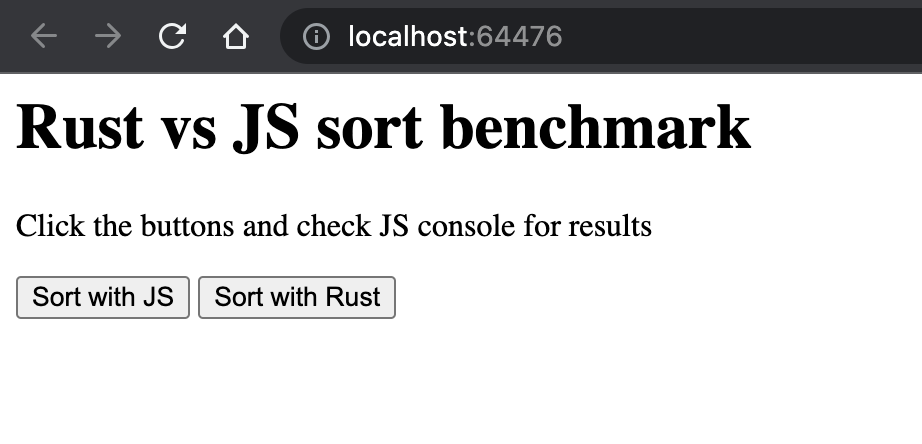 localhost:64476
Rust vs JS sort benchmark
Click the buttons and check JS console for results
Sort with JS Sort with Rust